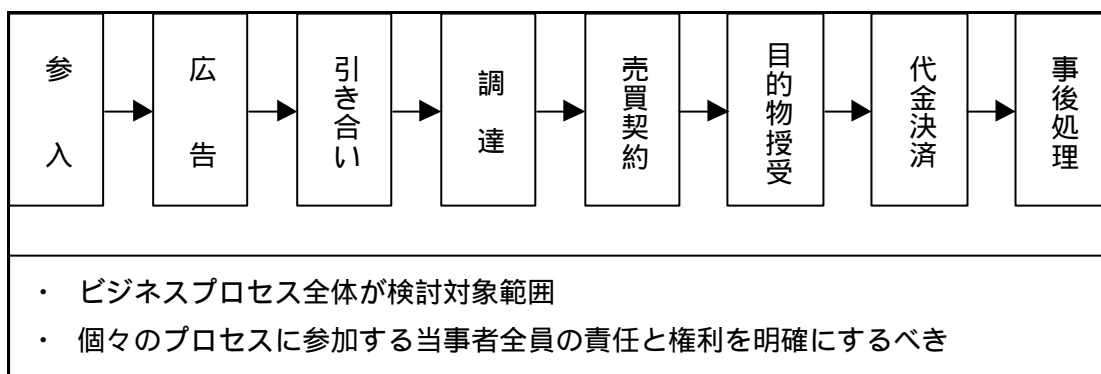 参入
広告
引き合い
調達
売買契約
目的物授受
代金決済
事後処理
・ ビジネスプロセス全体が検討対象範囲
・ 個々のプロセスに参加する当事者全員の責任と権利を明確にするべき